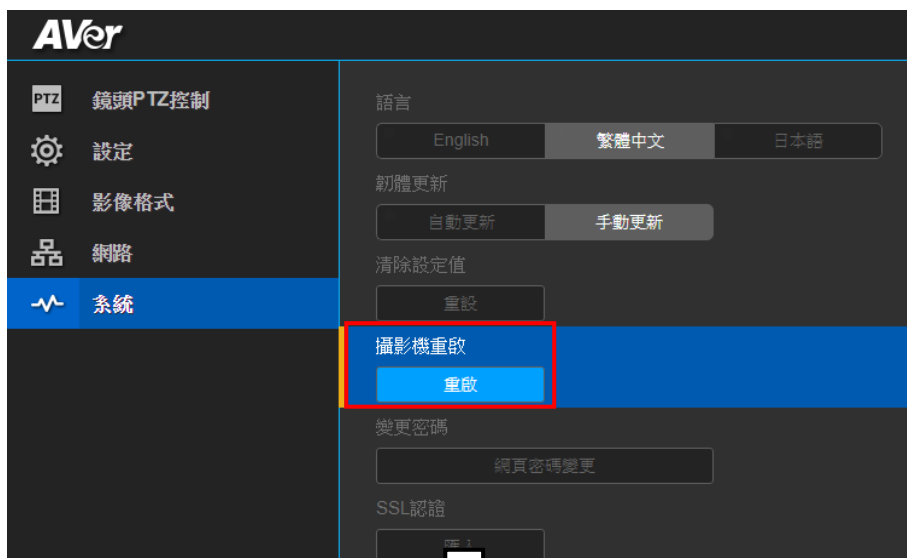 AVer
PTZ 鏡頭PTZ控制
設定
影像格式
網路
系統
語言
English 繁體中文 日本語
韌體更新
自動更新 手動更新
清除設定值
重設
攝影機重啟
重啟
變更密碼
網頁密碼變更
SSL認證